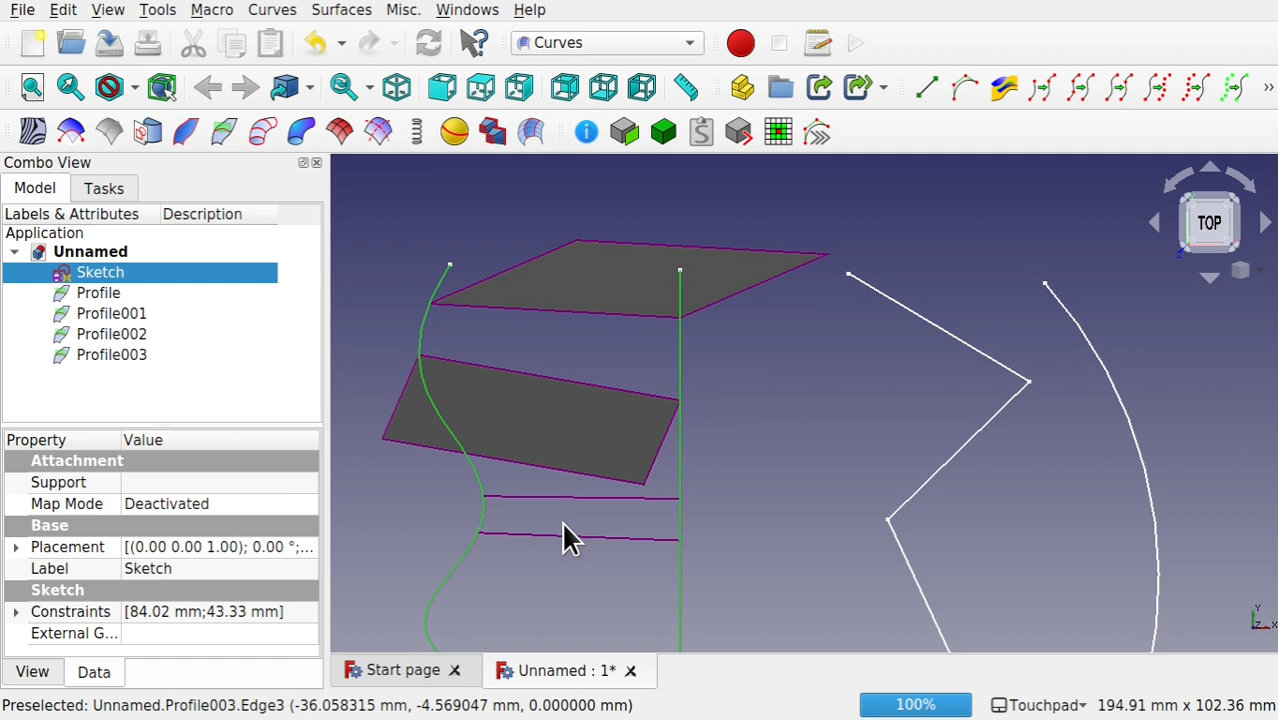 File Edit View Tools Macro Curves Surfaces Misc. Windows Help
Curves
»
Combo View
Model Tasks
Labels & Attributes Description
Application
Unnamed
Sketch
Profile
Profile001
Profile002
Profile003
Property Value
Attachment
Support
Map Mode Deactivated
Base
Placement [(0.00 0.00 1.00); 0.00 °;...
Label Sketch
Sketch
Constraints [84.02 mm;43.33 mm]
External G...
View Data
TOP
Z
Y
Z X
Start page
Unnamed : 1*
Preselected: Unnamed.Profile003.Edge3 (-36.058315 mm, -4.569047 mm, 0.000000 mm)
100%
Touchpad
194.91 mm x 102.36 mm